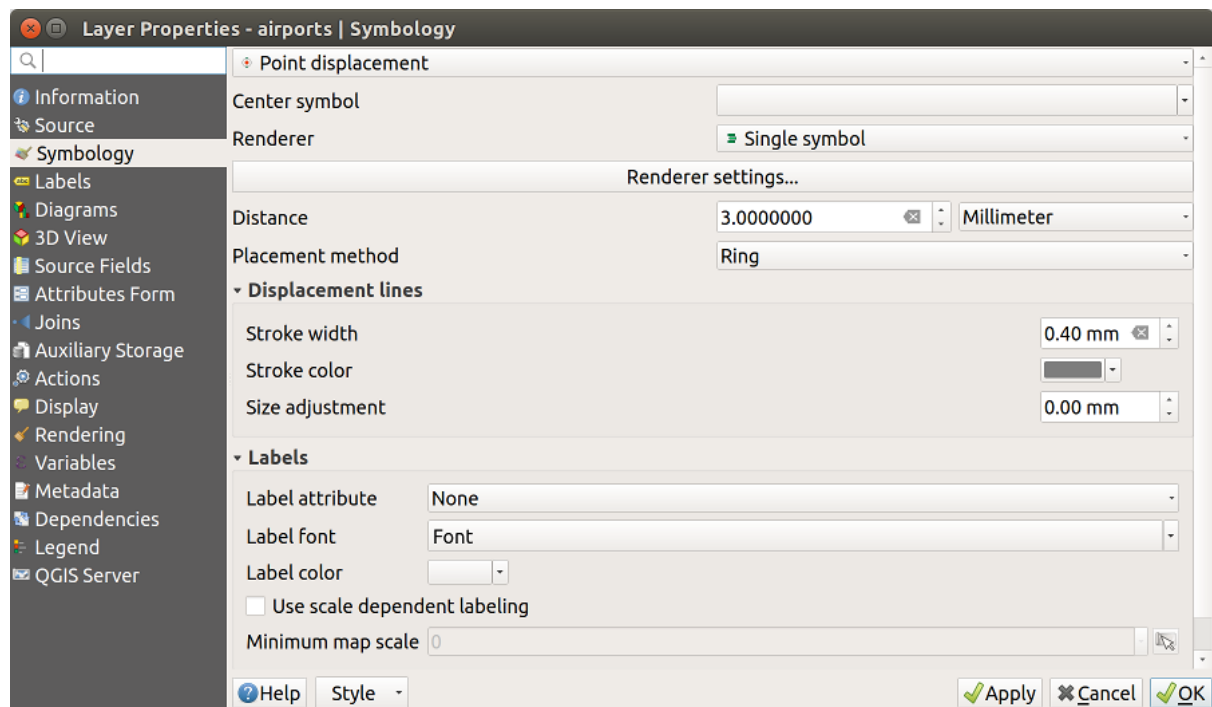 Layer Properties - airports | Symbology
Information
Source
Symbology
Labels
Diagrams
3D View
Source Fields
Attributes Form
Joins
Auxiliary Storage
Actions
Display
Rendering
Variables
Metadata
Dependencies
Legend
QGIS Server
Point displacement
Center symbol
Renderer Single symbol
Renderer settings...
Distance 3.0000000 Millimeter
Placement method Ring
Displacement lines
Stroke width 0.40 mm
Stroke color
Size adjustment 0.00 mm
Labels
Label attribute None
Label font Font
Label color
Use scale dependent labeling
Minimum map scale 0
Help Style Apply Cancel OK